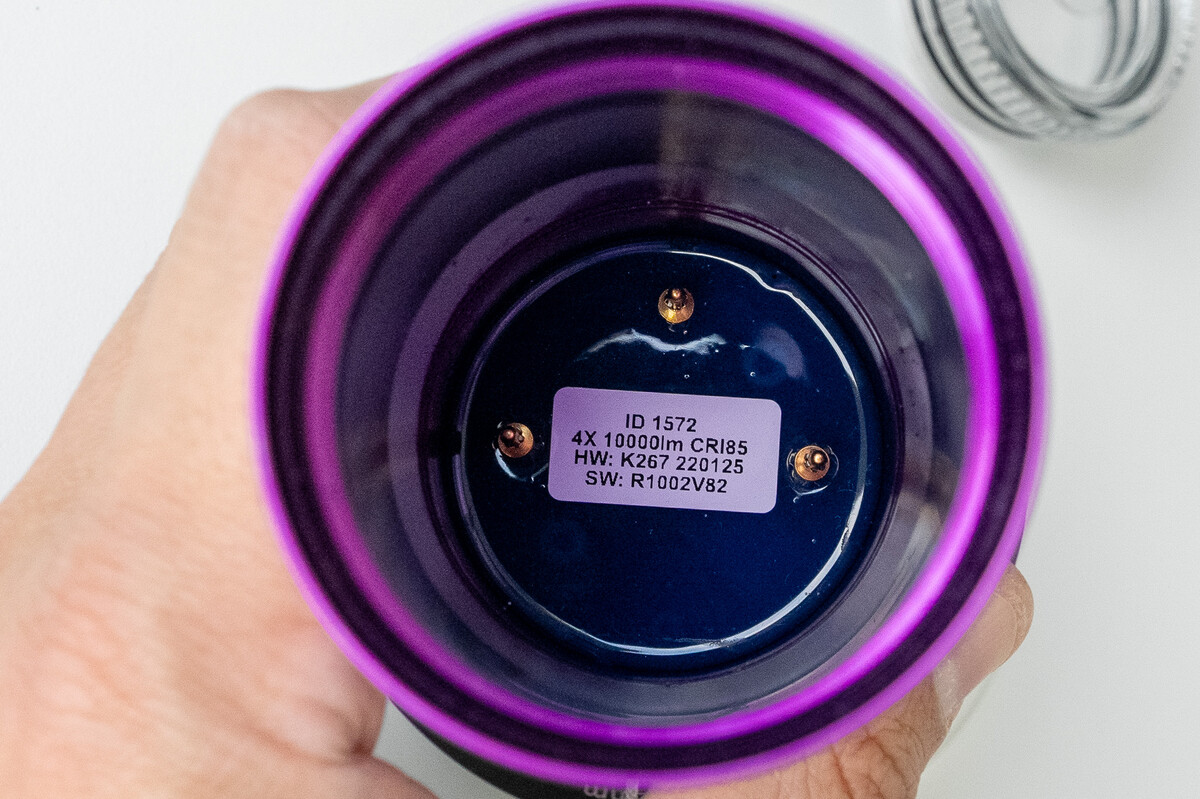 ID 1572
4X 10000lm CRI85
HW: K267 220125
SW: R1002V82